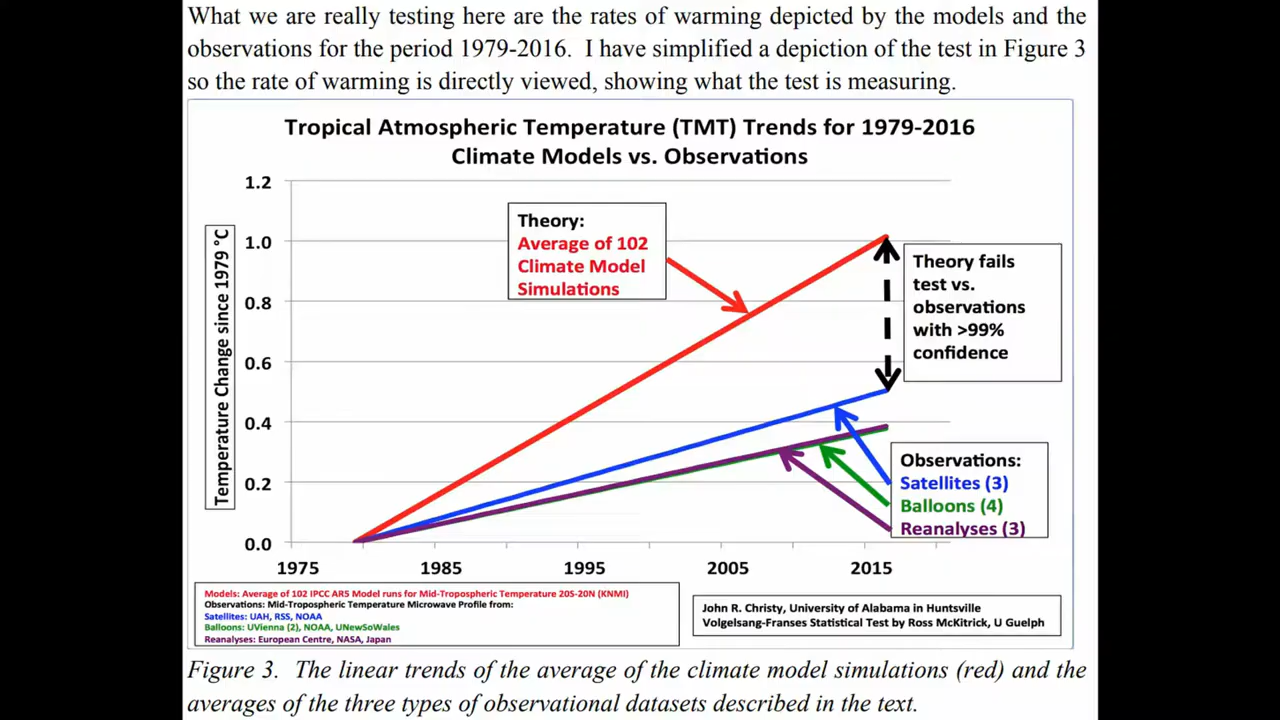 What we are really testing here are the rates of warming depicted by the models and the
observations for the period 1979-2016. I have simplified a depiction of the test in Figure 3
so the rate of warming is directly viewed, showing what the test is measuring.
Tropical Atmospheric Temperature (TMT) Trends for 1979-2016
Climate Models vs. Observations
Temperature Change since 1979 °C
1.2
1.0
0.8
0.6
0.4
0.2
0.0
Theory:
Average of 102
Climate Model
Simulations
Theory fails
test vs.
observations
with >99%
confidence
Observations:
Satellites (3)
Balloons (4)
Reanalyses (3)
1975
1985
1995
2005
2015
Models: Average of 102 IPCC AR5 Model runs for Mid-Tropospheric Temperature 20S-20N (KNMI)
Observations: Mid-Tropospheric Temperature Microwave Profile from:
Satellites: UAH, RSS, NOAA
Balloons: UVienna (2), NOAA, UNewSoWales
Reanalyses: European Centre, NASA, Japan
John R. Christy, University of Alabama in Huntsville
Volgelsang-Franses Statistical Test by Ross McKitrick, U Guelph
Figure 3. The linear trends of the average of the climate model simulations (red) and the
averages of the three types of observational datasets described in the text.